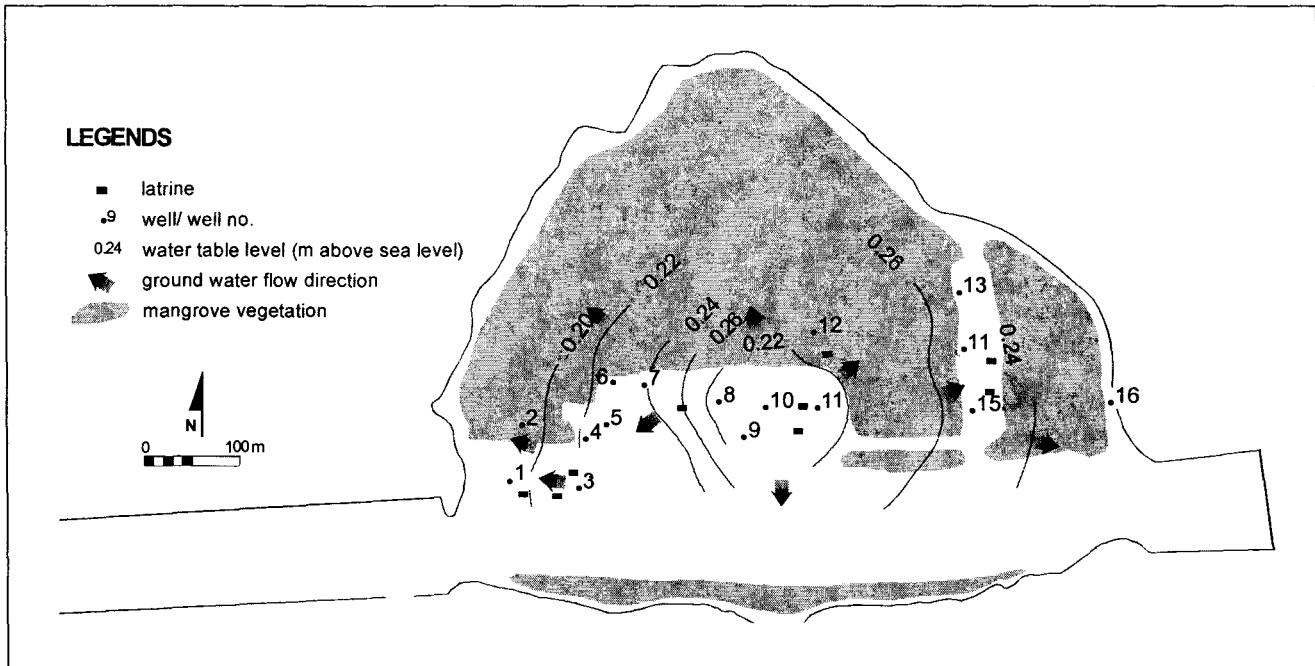 LEGENDS
latrine
9 well/ well no.
0.24 water table level (m above sea level)
ground water flow direction
mangrove vegetation
N
0 100 m
0.20
0.22
0.24
0.26
0.22
0.26
0.24
1
2
3
4
5
6
7
8
9
10
11
12
13
11
15
16